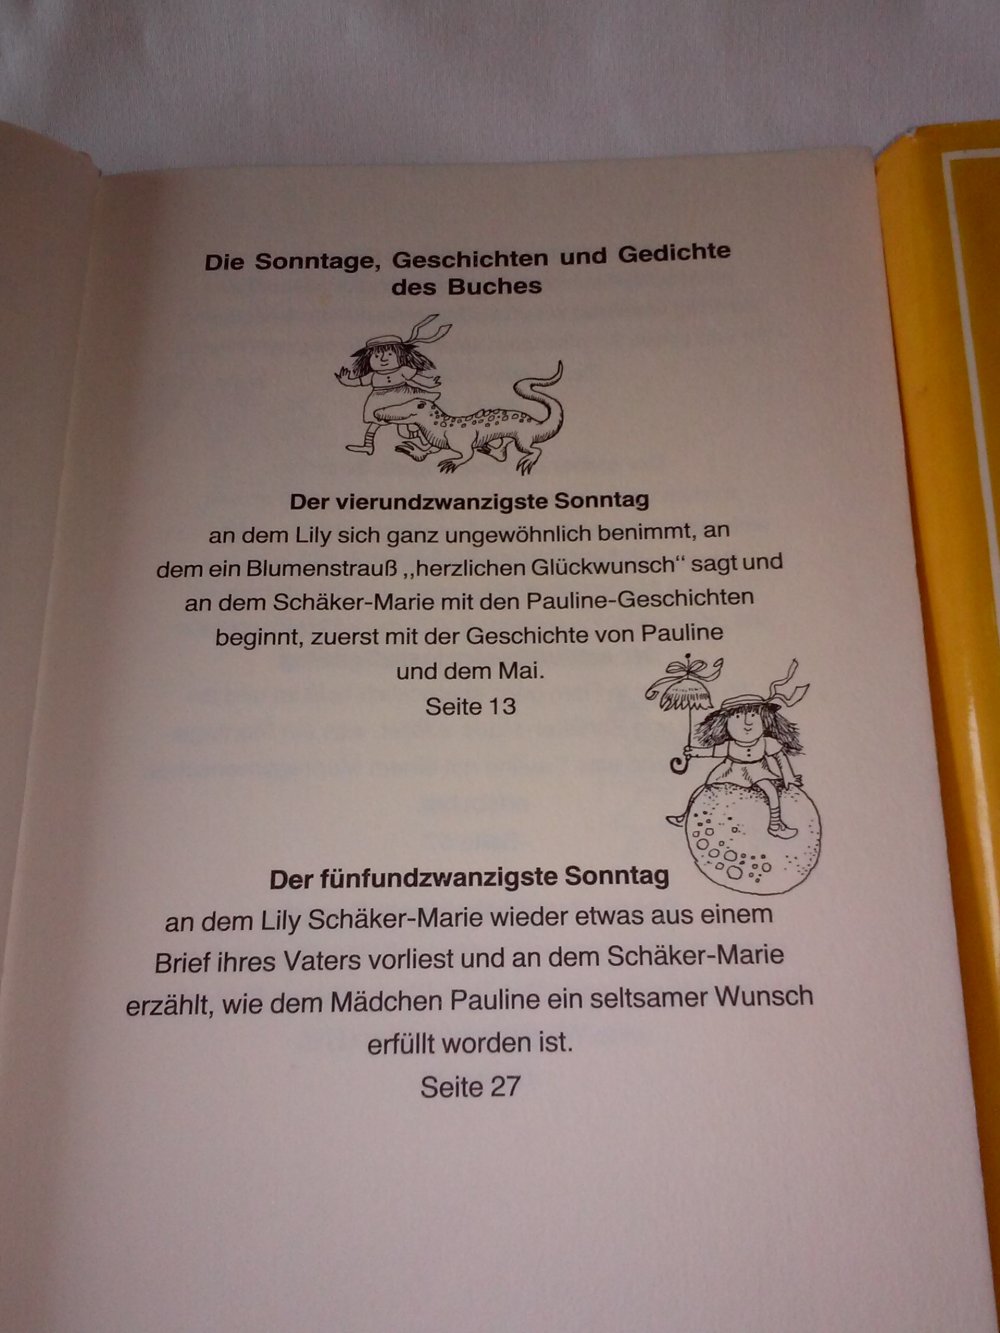 Die Sonntage, Geschichten und Gedichte
des Buches
Der vierundzwanzigste Sonntag
an dem Lily sich ganz ungewöhnlich benimmt, an
dem ein Blumenstrauß ,,herzlichen Glückwunsch“ sagt und
an dem Schäker-Marie mit den Pauline-Geschichten
beginnt, zuerst mit der Geschichte von Pauline
und dem Mai.
Seite 13
Der fünfundzwanzigste Sonntag
an dem Lily Schäker-Marie wieder etwas aus einem
Brief ihres Vaters vorliest und an dem Schäker-Marie
erzählt, wie dem Mädchen Pauline ein seltsamer Wunsch
erfüllt worden ist.
Seite 27